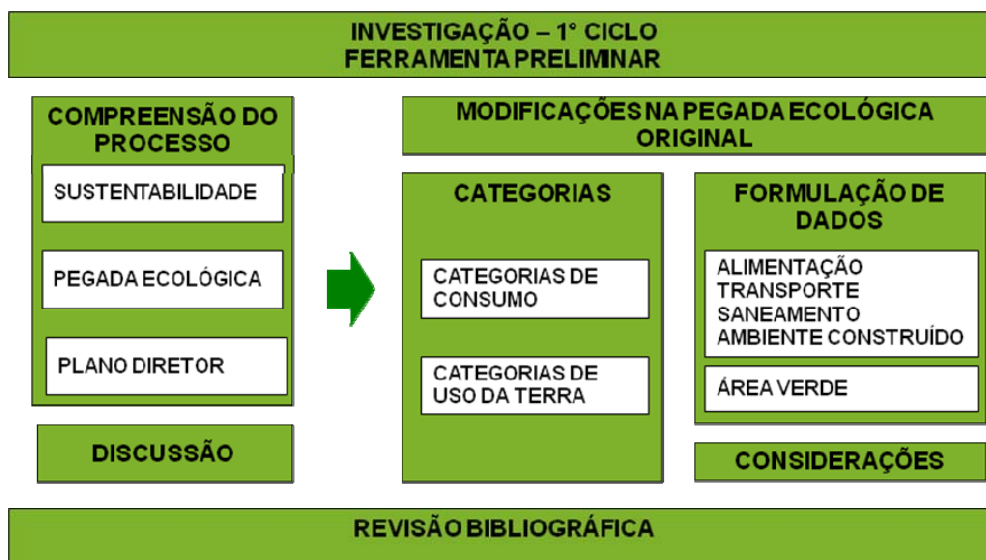 INVESTIGAÇÃO – 1° CICLO
FERRAMENTA PRELIMINAR
COMPREENSÃO DO
PROCESSO
SUSTENTABILIDADE
PEGADA ECOLÓGICA
PLANO DIRETOR
DISCUSSÃO
MODIFICAÇÕES NA PEGADA ECOLÓGICA
ORIGINAL
CATEGORIAS
CATEGORIAS DE
CONSUMO
CATEGORIAS DE
USO DA TERRA
FORMULAÇÃO DE
DADOS
ALIMENTAÇÃO
TRANSPORTE
SANEAMENTO
AMBIENTE CONSTRUÍDO
ÁREA VERDE
CONSIDERAÇÕES
REVISÃO BIBLIOGRÁFICA